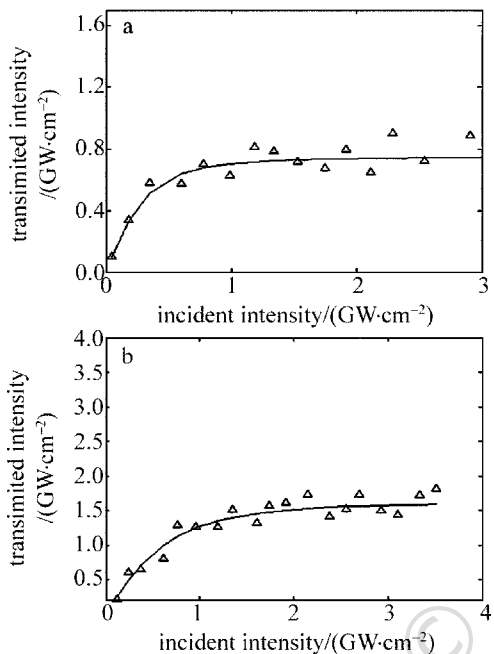 a
transimited intensity
/(GW·cm⁻²)
1.6
1.2
0.8
0.4
0.0
0 1 2 3
incident intensity/(GW·cm⁻²)
b
transimited intensity
/(GW·cm⁻²)
4.0
3.5
3.0
2.5
2.0
1.5
1.0
0.5
0 1 2 3 4
incident intensity/(GW·cm⁻²)
©